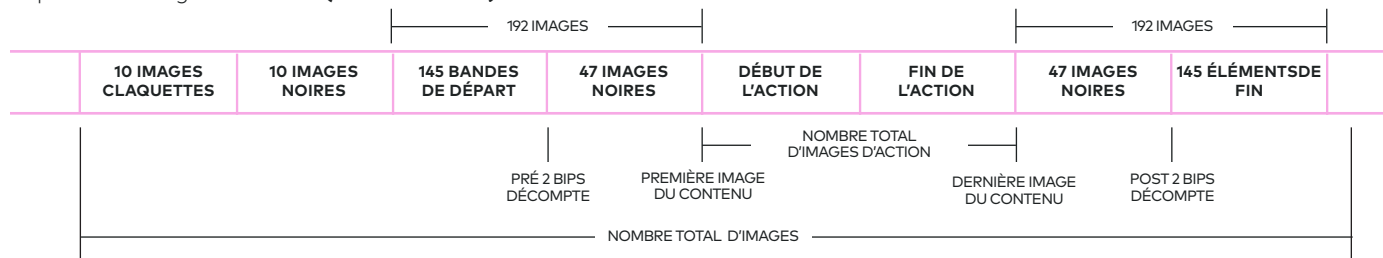 192 IMAGES
192 IMAGES
10 IMAGES
CLAQUETTES
10 IMAGES
NOIRES
145 BANDES
DE DÉPART
47 IMAGES
NOIRES
DÉBUT DE
L'ACTION
FIN DE
L'ACTION
47 IMAGES
NOIRES
145 ÉLÉMENTSDE
FIN
NOMBRE TOTAL
D'IMAGES D'ACTION
PRÉ 2 BIPS
DÉCOMPTE
PREMIÈRE IMAGE
DU CONTENU
DERNIÈRE IMAGE
DU CONTENU
POST 2 BIPS
DÉCOMPTE
NOMBRE TOTAL D'IMAGES